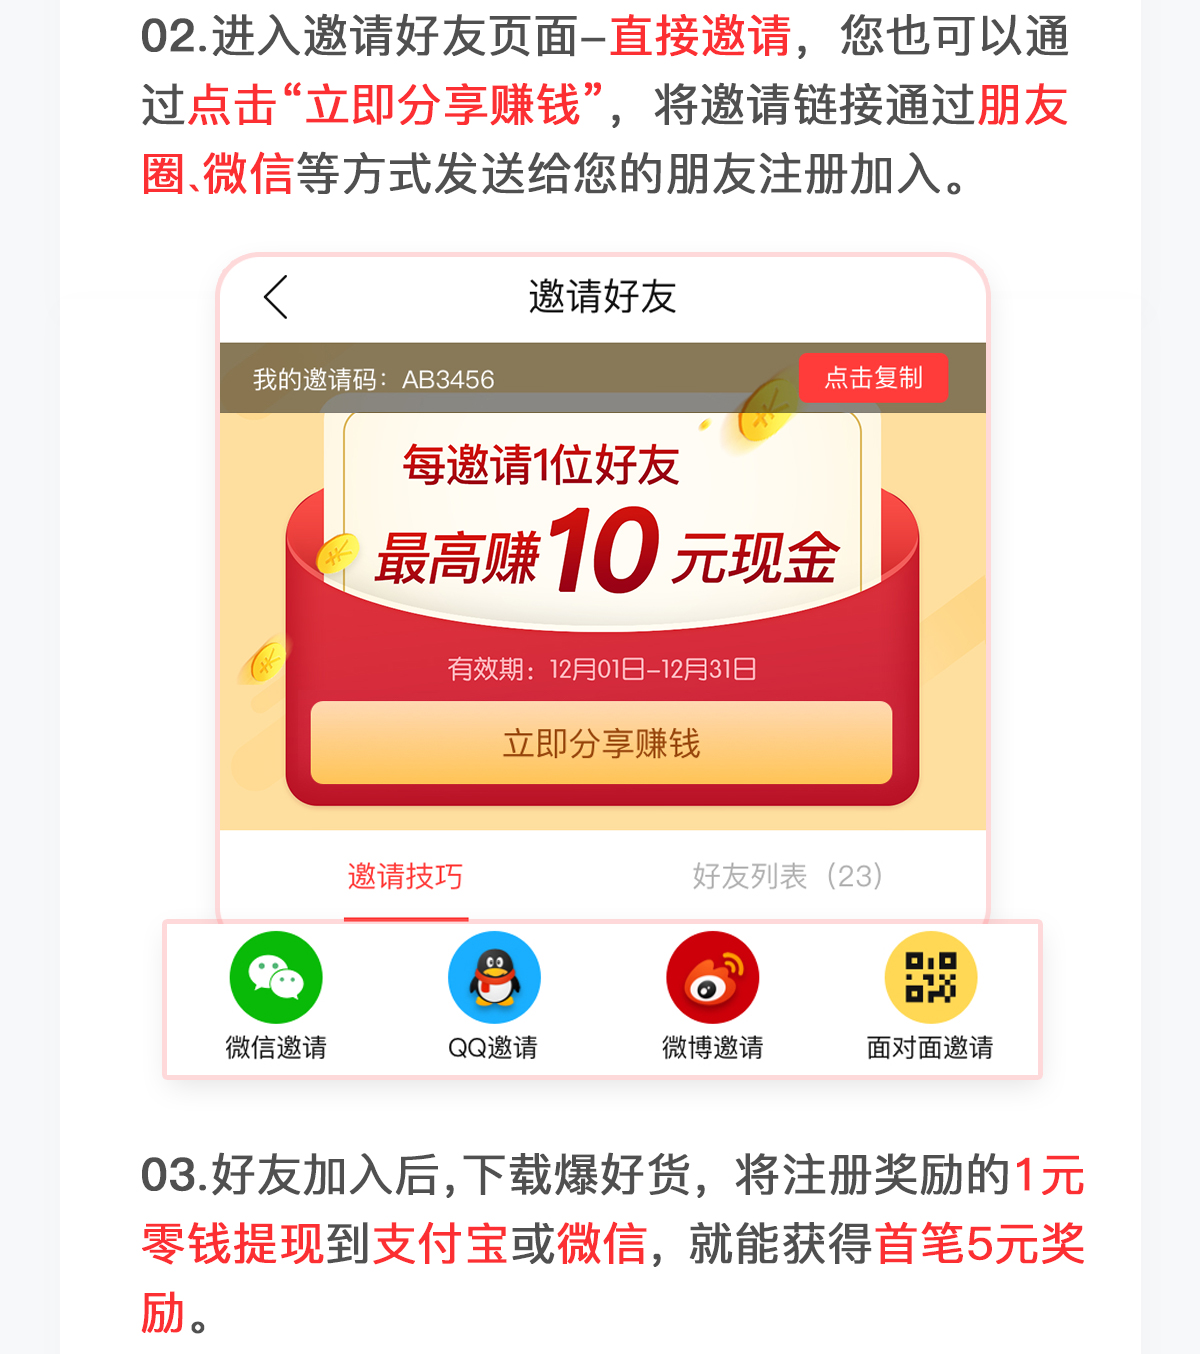 02.进入邀请好友页面–直接邀请，您也可以通
过点击“立即分享赚钱”，将邀请链接通过朋友
圈、微信等方式发送给您的朋友注册加入。
邀请好友
我的邀请码：AB3456
点击复制
每邀请1位好友
最高赚10元现金
有效期：12月01日–12月31日
立即分享赚钱
邀请技巧
好友列表（23）
微信邀请
QQ邀请
微博邀请
面对面邀请
03.好友加入后,下载爆好货，将注册奖励的1元
零钱提现到支付宝或微信，就能获得首笔5元奖
励。